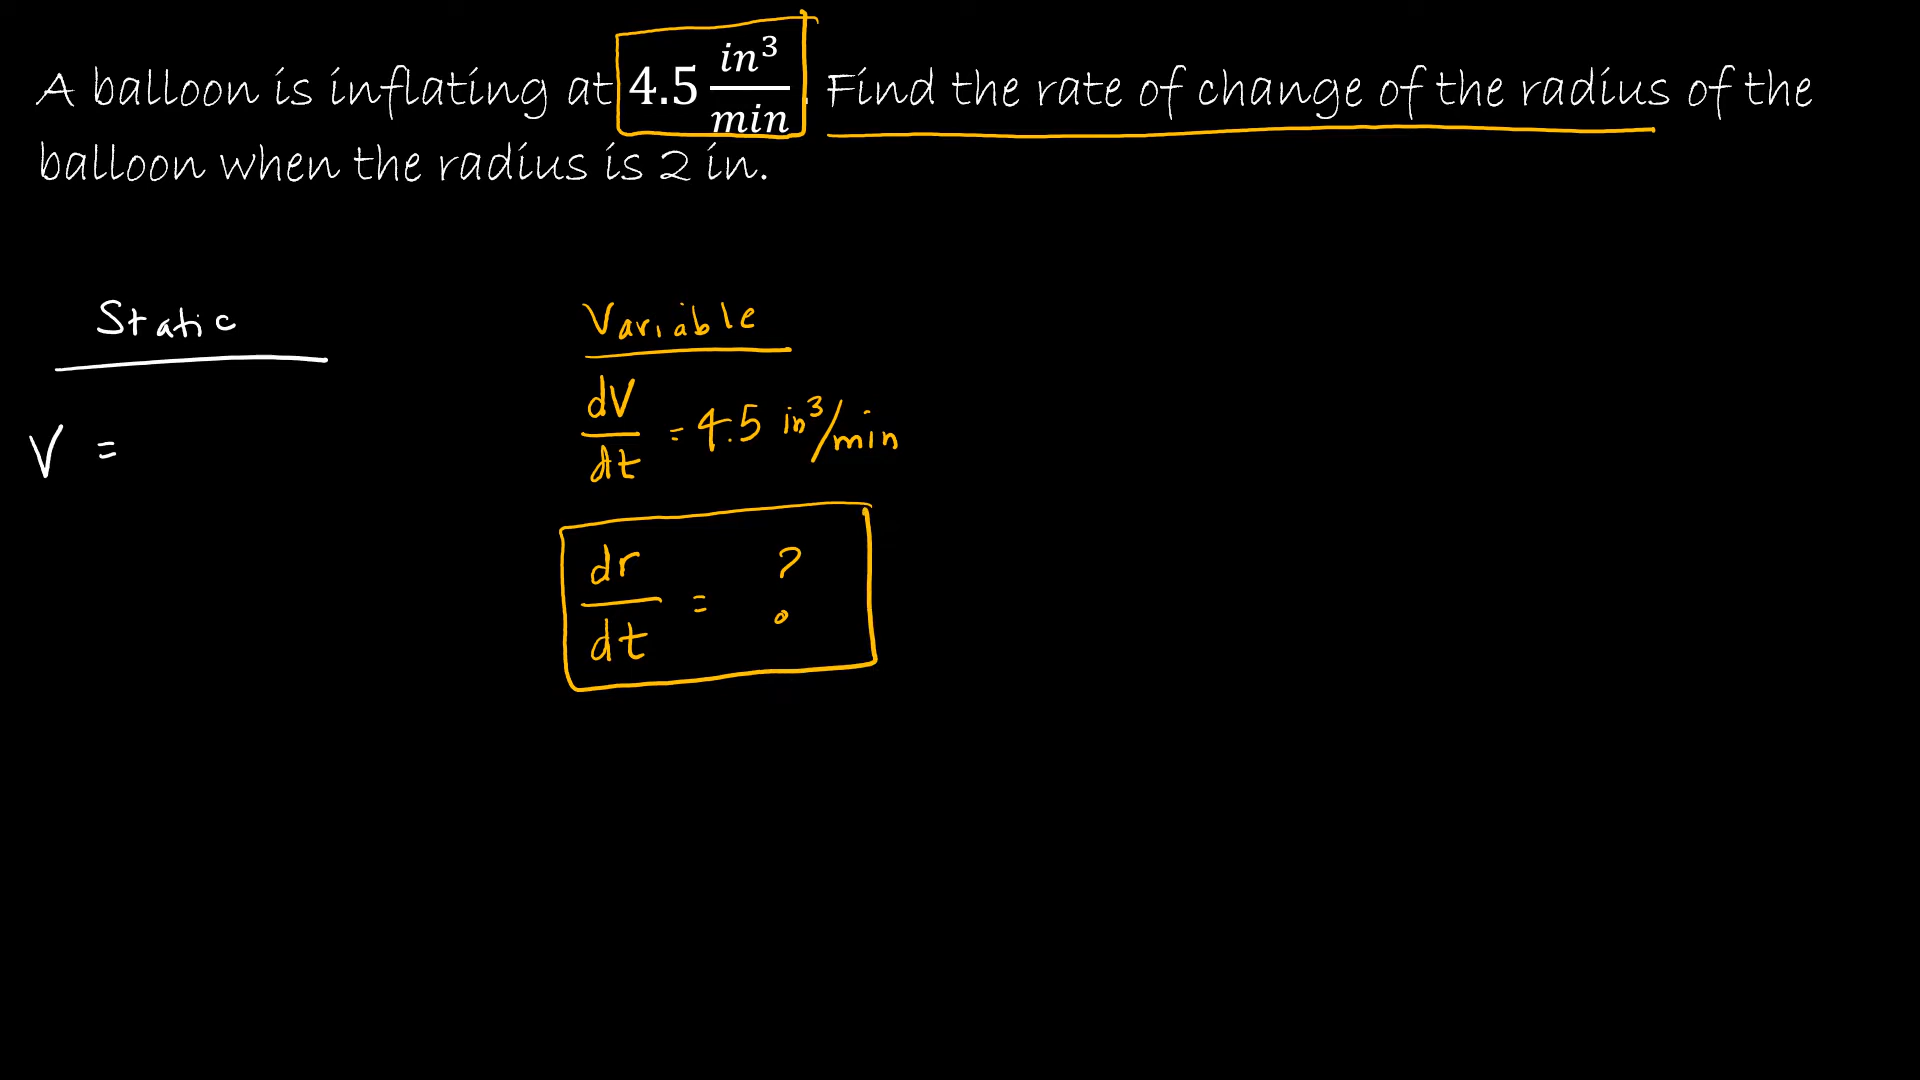 A balloon is inflating at 4.5 in³/min. Find the rate of change of the radius of the
balloon when the radius is 2 in.
Static
Variable
V =
dV/dt = 4.5 in³/min
dr/dt = ?